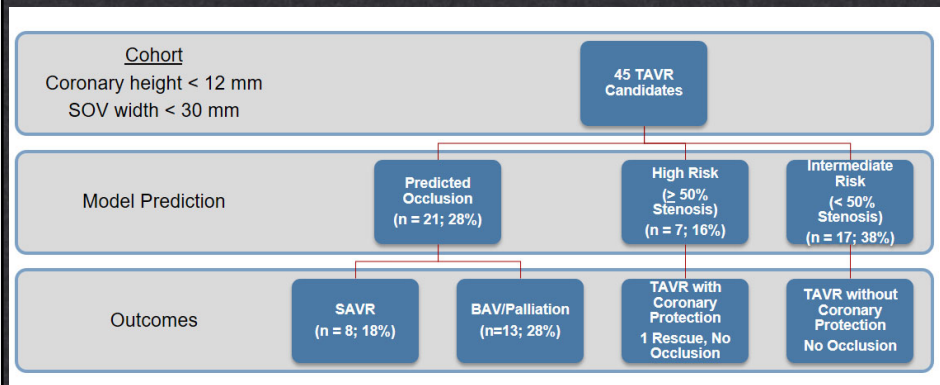 Cohort
Coronary height < 12 mm
SOV width < 30 mm
45 TAVR
Candidates
Model Prediction
Predicted
Occlusion
(n = 21; 28%)
High Risk
(≥ 50%
Stenosis)
(n = 7; 16%)
Intermediate
Risk
(< 50%
Stenosis)
(n = 17; 38%)
Outcomes
SAVR
(n = 8; 18%)
BAV/Palliation
(n=13; 28%)
TAVR with
Coronary
Protection
1 Rescue, No
Occlusion
TAVR without
Coronary
Protection
No Occlusion